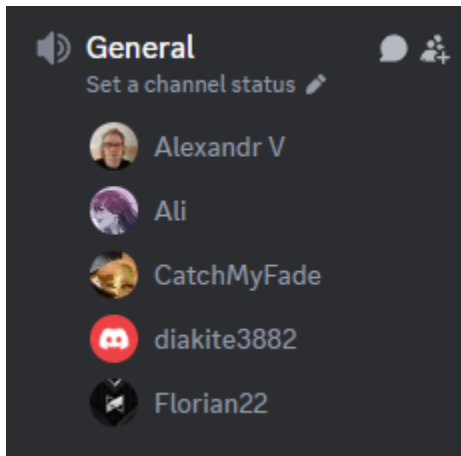 General
Set a channel status
Alexandr V
Ali
CatchMyFade
diakite3882
Florian22